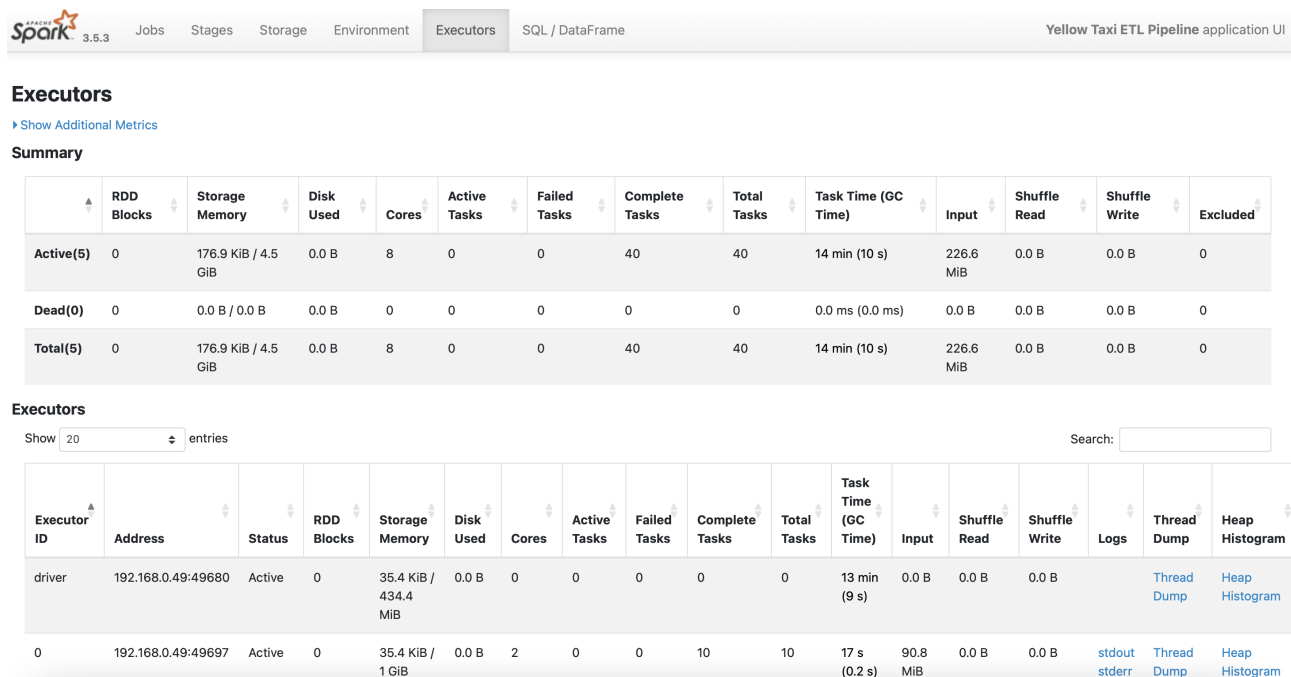 APACHE
Spark 3.5.3 Jobs Stages Storage Environment Executors SQL / DataFrame Yellow Taxi ETL Pipeline application UI
Executors
Show Additional Metrics
Summary
RDD Blocks Storage Memory Disk Used Cores Active Tasks Failed Tasks Complete Tasks Total Tasks Task Time (GC Time) Input Shuffle Read Shuffle Write Excluded
Active(5) 0 176.9 KiB / 4.5 GiB 0.0 B 8 0 0 40 40 14 min (10 s) 226.6 MiB 0.0 B 0.0 B 0
Dead(0) 0 0.0 B / 0.0 B 0.0 B 0 0 0 0 0 0.0 ms (0.0 ms) 0.0 B 0.0 B 0.0 B 0
Total(5) 0 176.9 KiB / 4.5 GiB 0.0 B 8 0 0 40 40 14 min (10 s) 226.6 MiB 0.0 B 0.0 B 0
Executors
Show 20 entries Search:
Executor ID Address Status RDD Blocks Storage Memory Disk Used Cores Active Tasks Failed Tasks Complete Tasks Total Tasks Task Time (GC Time) Input Shuffle Read Shuffle Write Logs Thread Dump Heap Histogram
driver 192.168.0.49:49680 Active 0 35.4 KiB / 434.4 MiB 0.0 B 0 0 0 0 0 13 min (9 s) 0.0 B 0.0 B 0.0 B Thread Dump Heap Histogram
0 192.168.0.49:49697 Active 0 35.4 KiB / 1 GiB 0.0 B 2 0 0 10 10 17 s (0.2 s) 90.8 MiB 0.0 B 0.0 B stdout stderr Thread Dump Heap Histogram